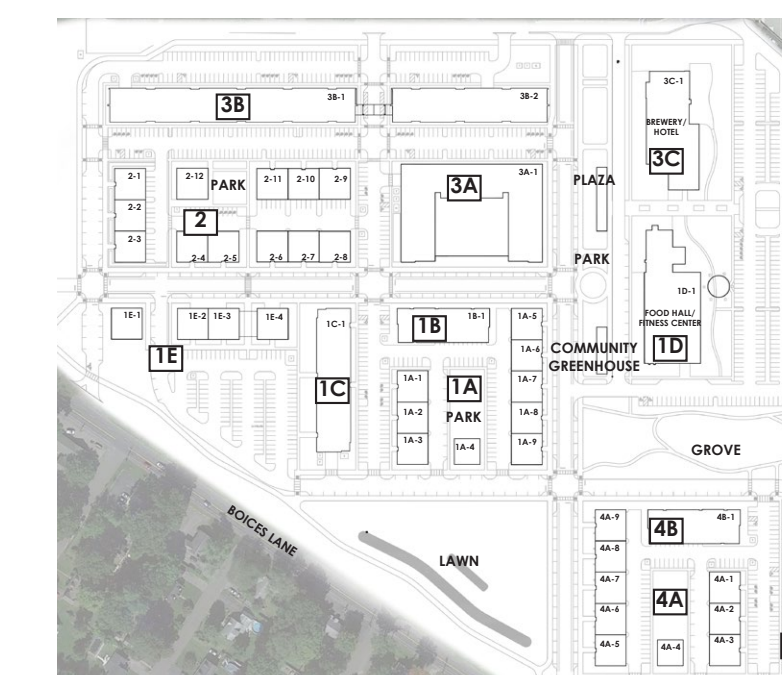 3C-1
3B-1
3B-2
3B
BREWERY/
HOTEL
3C
2-1
2-12
PARK
2-11
2-10
2-9
3A-1
3A
PLAZA
2-2
2
2-3
2-4
2-5
2-6
2-7
2-8
PARK
1D-1
FOOD HALL/
FITNESS CENTER
1D
1E-1
1E-2
1E-3
1E-4
1C-1
1B-1
1B
1A-5
1E
1A-6
COMMUNITY
GREENHOUSE
1C
1A-1
1A
1A-7
1A-2
PARK
1A-8
1A-3
1A-4
1A-9
GROVE
BOICES LANE
LAWN
4A-9
4B-1
4B
4A-8
4A-7
4A-1
4A
4A-6
4A-2
4A-5
4A-4
4A-3